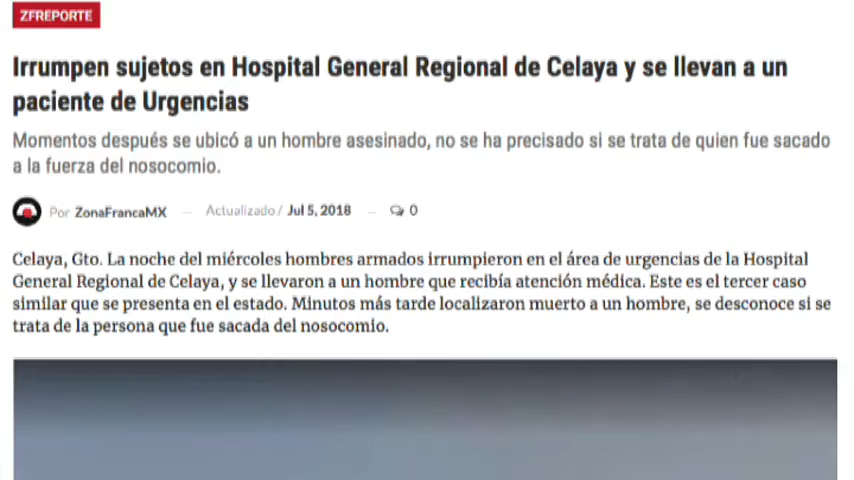 ZFREPORTE
Irrumpen sujetos en Hospital General Regional de Celaya y se llevan a un
paciente de Urgencias
Momentos después se ubicó a un hombre asesinado, no se ha precisado si se trata de quien fue sacado
a la fuerza del nosocomio.
Por ZonaFrancaMX — Actualizado / Jul 5, 2018 — 0
Celaya, Gto. La noche del miércoles hombres armados irrumpieron en el área de urgencias de la Hospital
General Regional de Celaya, y se llevaron a un hombre que recibía atención médica. Este es el tercer caso
similar que se presenta en el estado. Minutos más tarde localizaron muerto a un hombre, se desconoce si se
trata de la persona que fue sacada del nosocomio.